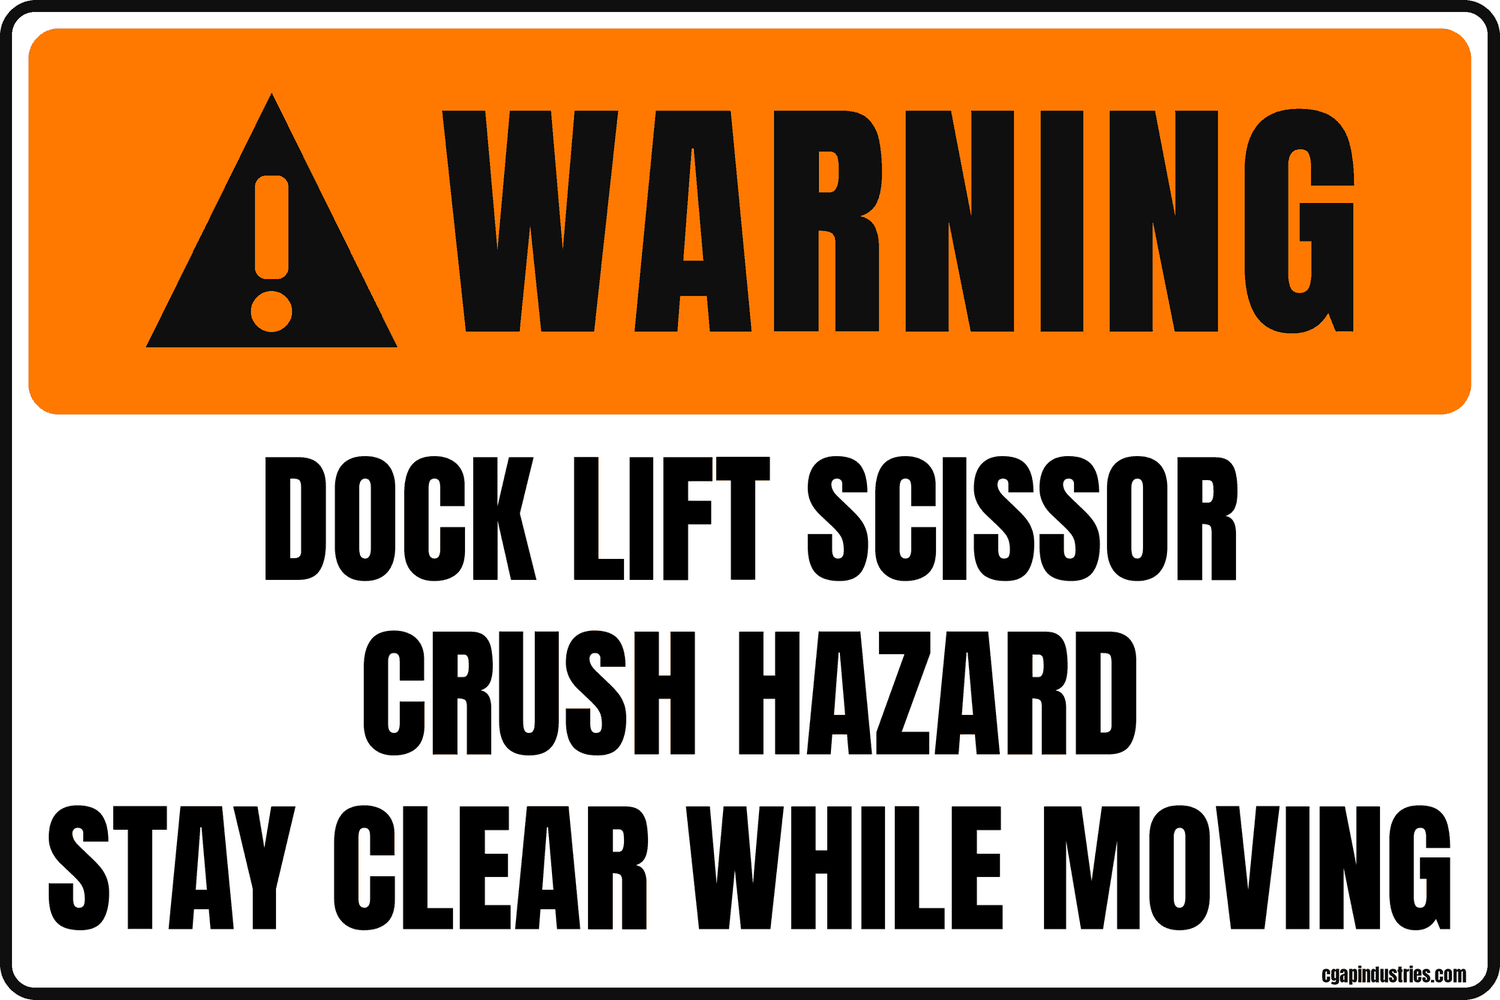 WARNING
DOCK LIFT SCISSOR
CRUSH HAZARD
STAY CLEAR WHILE MOVING
cgapindustries.com